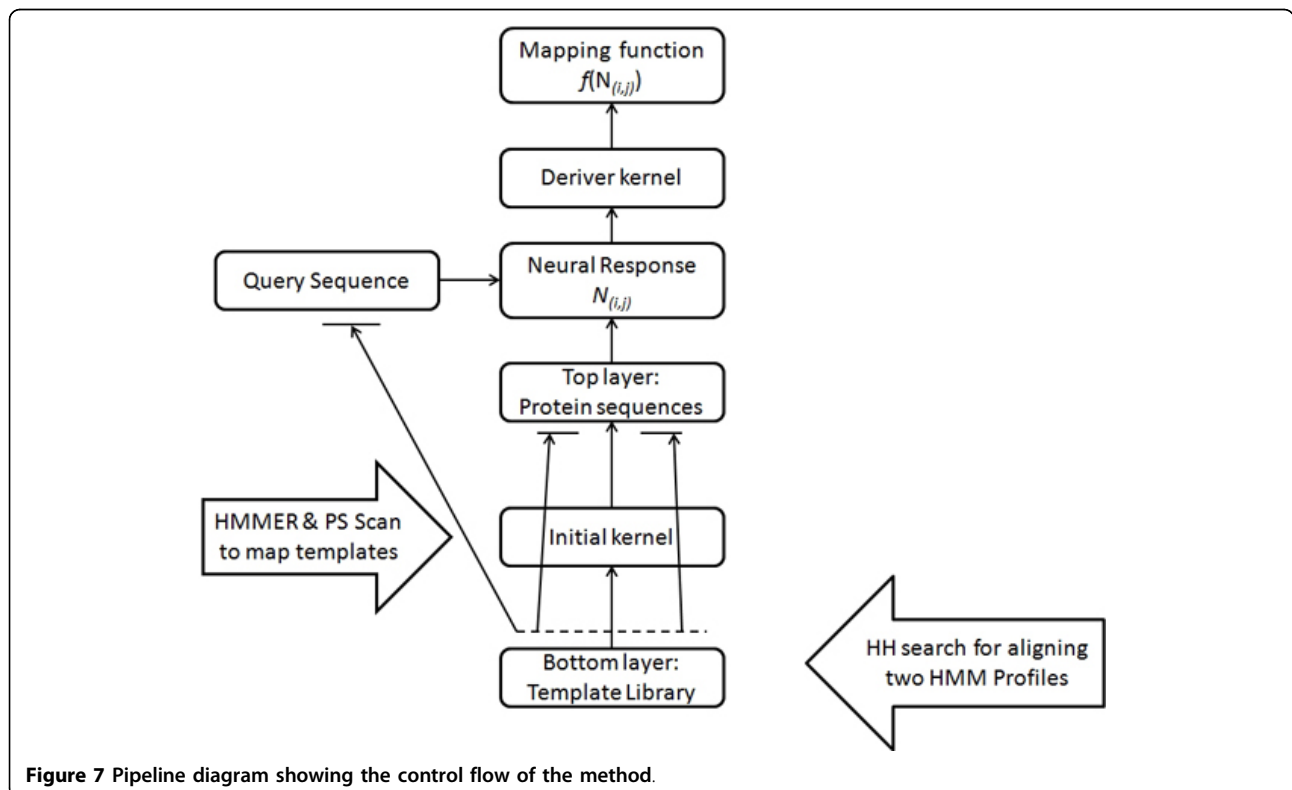 Mapping function
f(N(i,j))
Deriver kernel
Neural Response
N(i,j)
Query Sequence
Top layer:
Protein sequences
HMMER & PS Scan
to map templates
Initial kernel
Bottom layer:
Template Library
HH search for aligning
two HMM Profiles
Figure 7 Pipeline diagram showing the control flow of the method.